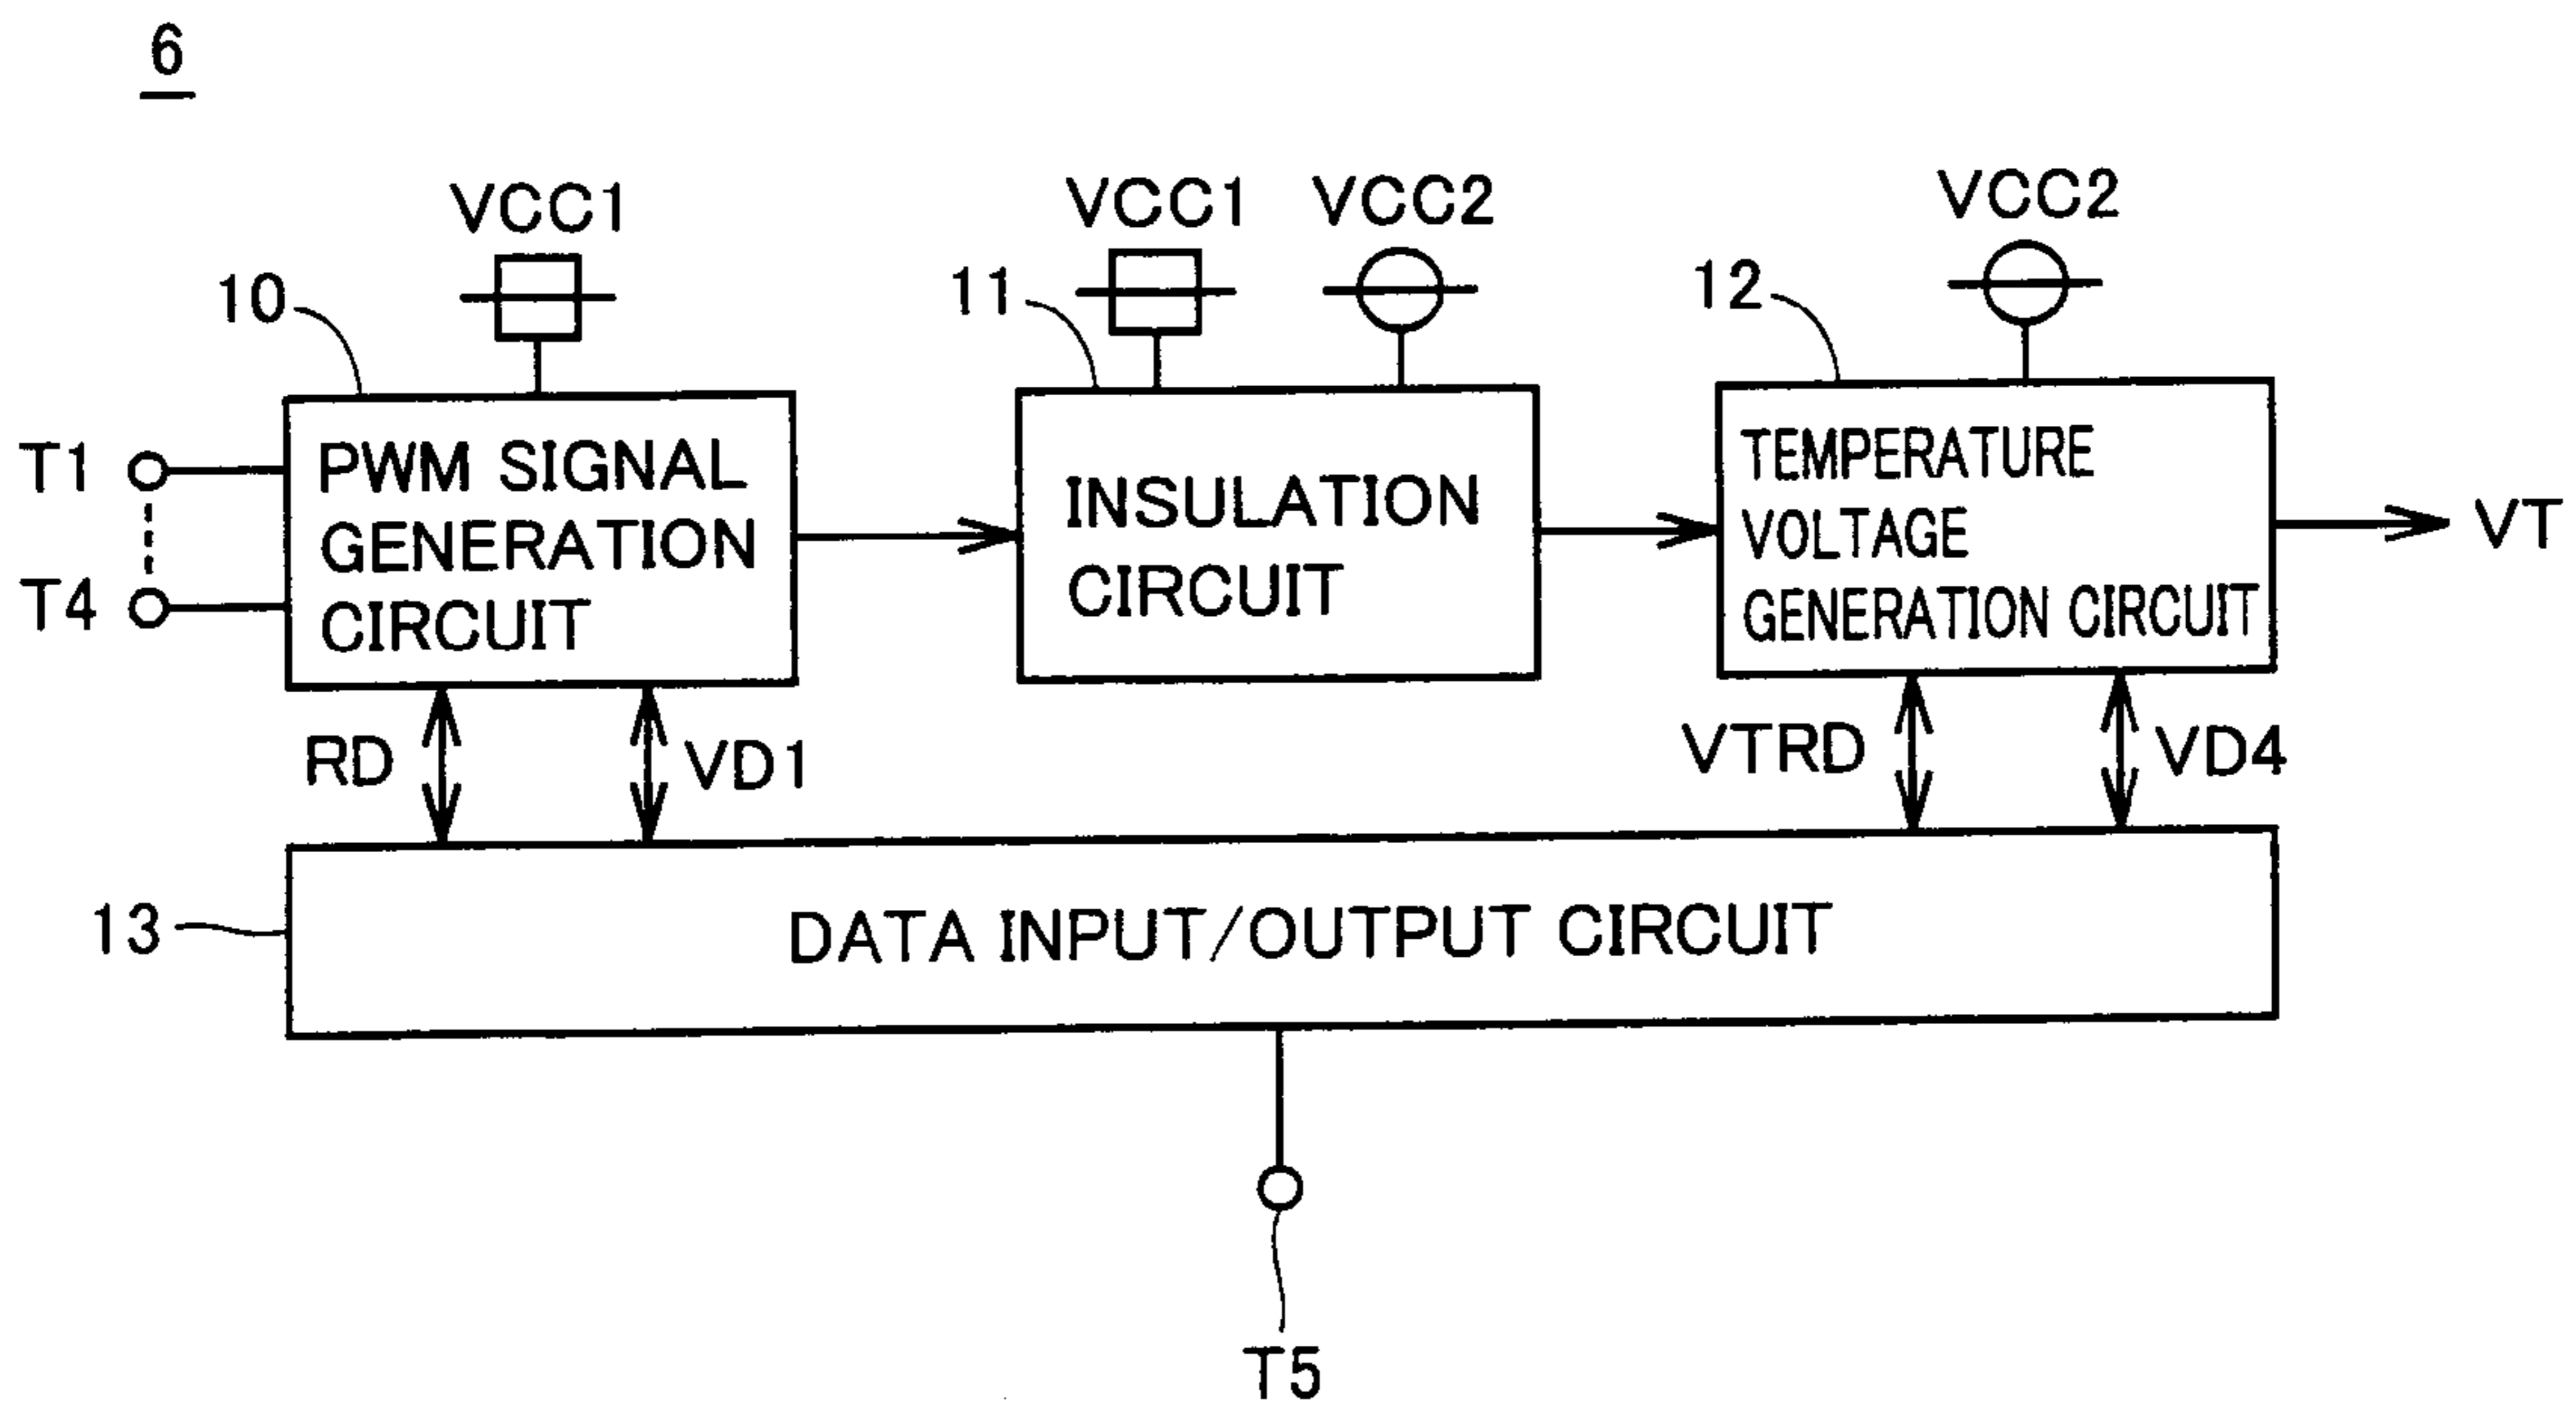 6
VCC1
VCC1
VCC2
VCC2
10
11
12
T1
T4
PWM SIGNAL
GENERATION
CIRCUIT
INSULATION
CIRCUIT
TEMPERATURE
VOLTAGE
GENERATION CIRCUIT
VT
RD
VD1
VTRD
VD4
13
DATA INPUT/OUTPUT CIRCUIT
T5